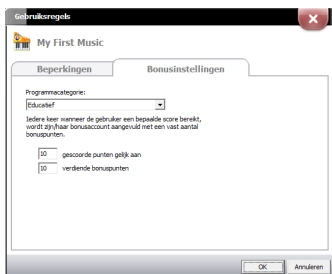 Gebruiksregels
My First Music
Beperkingen
Bonusinstellingen
Programmacategorie:
Educatief
Iedere keer wanneer de gebruiker een bepaalde score bereikt,
wordt zijn/haar bonusaccount aangevuld met een vast aantal
bonuspunten.
10 gescoorde punten gelijk aan
10 verdiende bonuspunten
OK Annuleren